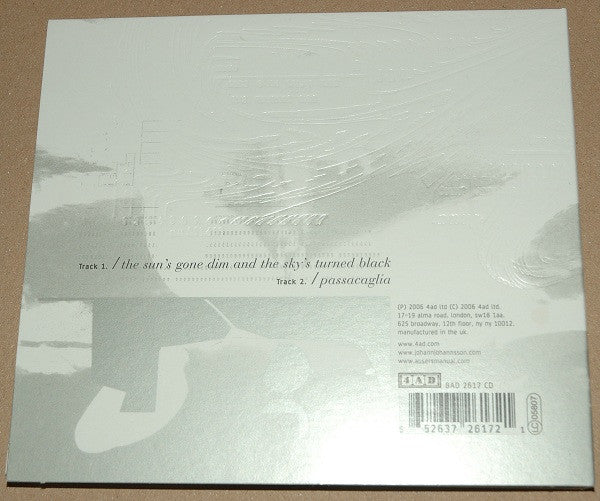 Track 1. / the sun's gone dim and the sky's turned black
Track 2. / passacaglia
(P) 2006 4ad ltd (C) 2006 4ad ltd.
17-19 alma road, london, sw18 1aa,
625 broadway, 12th floor, ny ny 10012.
manufactured in the uk.
www.4ad.com
www.johannjohannsson.com
www.usersmanual.com
4AD BAD 2617 CD
LC 05807
52637 26172 1